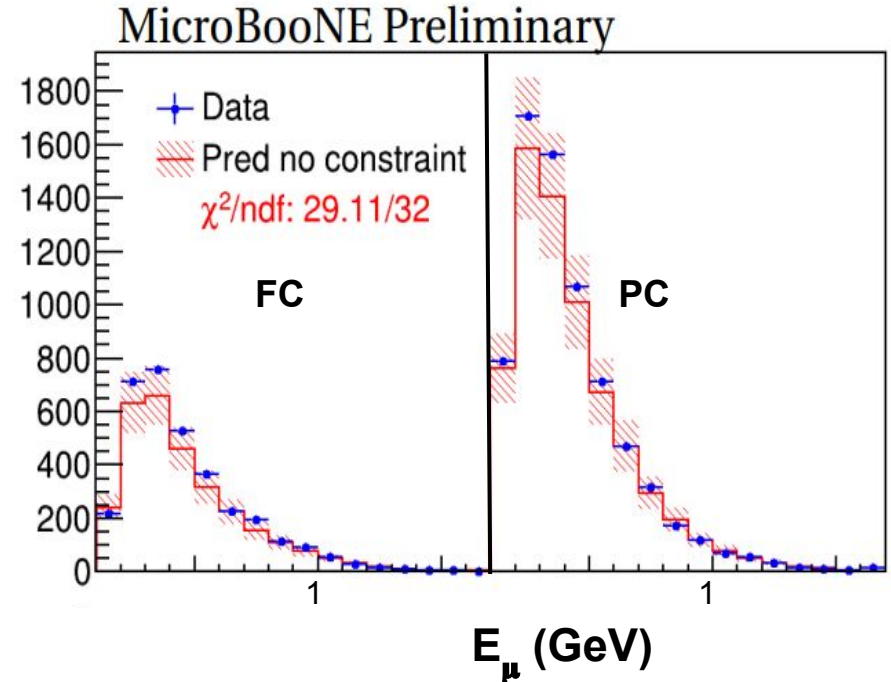 MicroBooNE Preliminary
1800
1600
1400
1200
1000
800
600
400
200
0
Data
Pred no constraint
χ²/ndf: 29.11/32
FC
PC
1
1
E_μ (GeV)